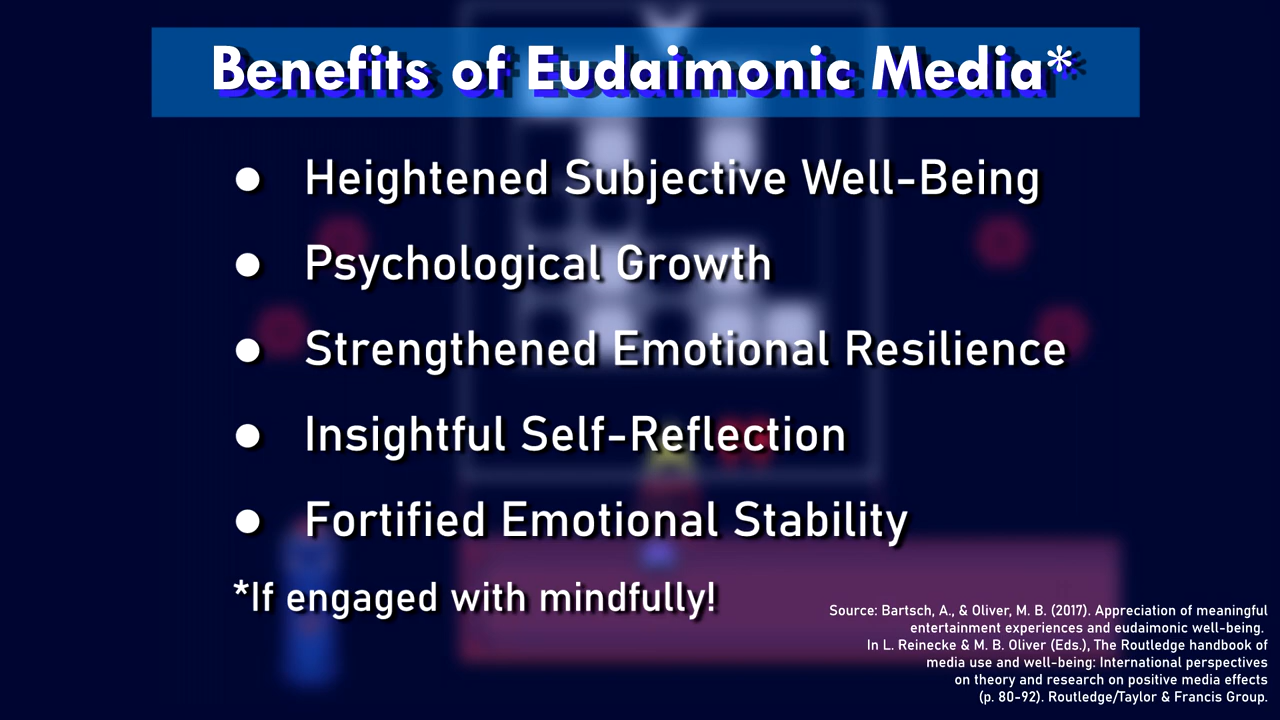 Benefits of Eudaimonic Media*
● Heightened Subjective Well-Being
● Psychological Growth
● Strengthened Emotional Resilience
● Insightful Self-Reflection
● Fortified Emotional Stability
*If engaged with mindfully!
Source: Bartsch, A., & Oliver, M. B. (2017). Appreciation of meaningful
entertainment experiences and eudaimonic well-being.
In L. Reinecke & M. B. Oliver (Eds.), The Routledge handbook of
media use and well-being: International perspectives
on theory and research on positive media effects
(p. 80-92). Routledge/Taylor & Francis Group.